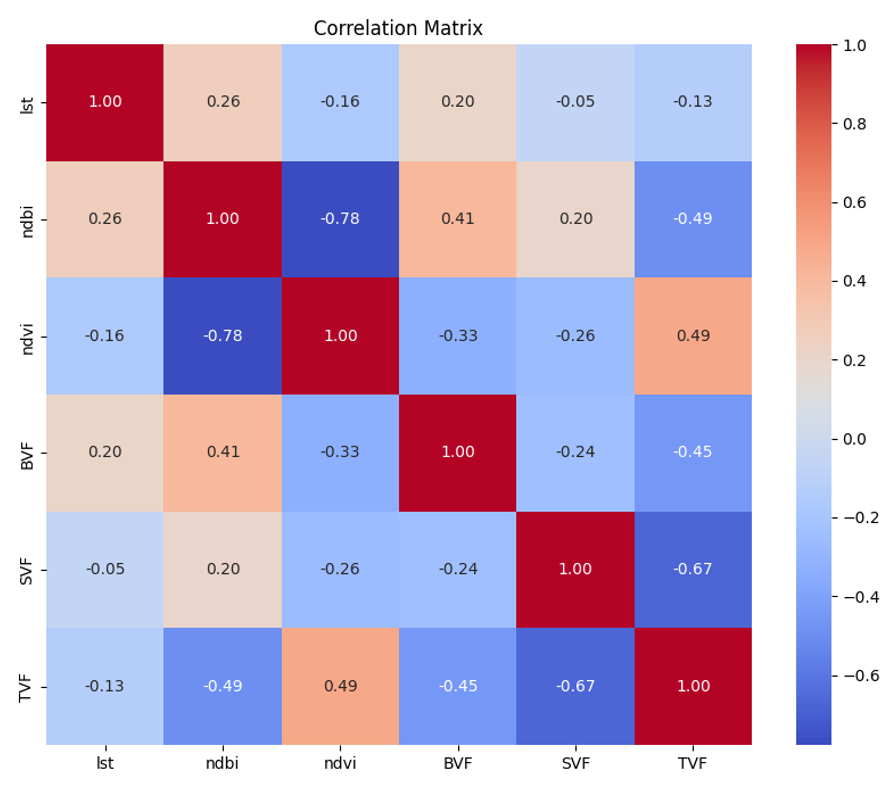 Correlation Matrix
lst 1.00 0.26 -0.16 0.20 -0.05 -0.13
ndbi 0.26 1.00 -0.78 0.41 0.20 -0.49
ndvi -0.16 -0.78 1.00 -0.33 -0.26 0.49
BVF 0.20 0.41 -0.33 1.00 -0.24 -0.45
SVF -0.05 0.20 -0.26 -0.24 1.00 -0.67
TVF -0.13 -0.49 0.49 -0.45 -0.67 1.00
lst ndbi ndvi BVF SVF TVF
1.0
0.8
0.6
0.4
0.2
0.0
−0.2
−0.4
−0.6